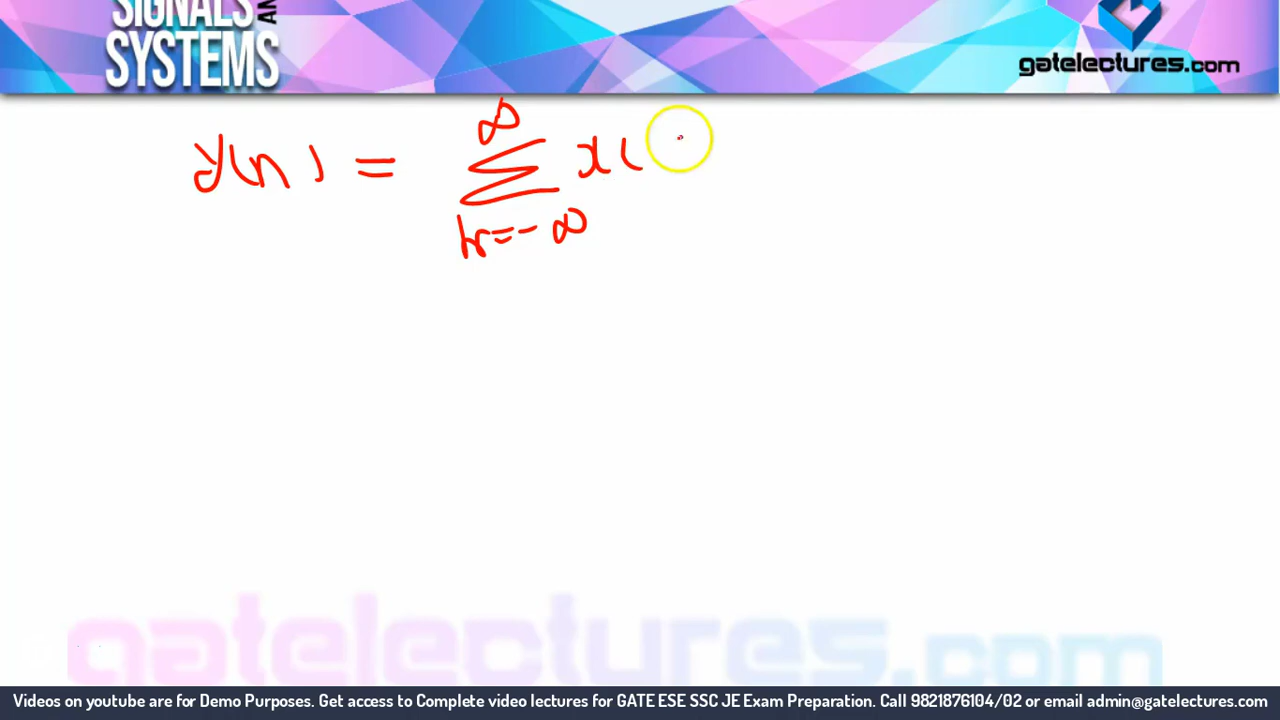 SIGNALS AND
SYSTEMS
gatelectures.com
y(n) = ∞ Σ k=-∞ x(
gatelectures.com
Videos on youtube are for Demo Purposes. Get access to Complete video lectures for GATE ESE SSC JE Exam Preparation. Call 9821876104/02 or email admin@gatelectures.com